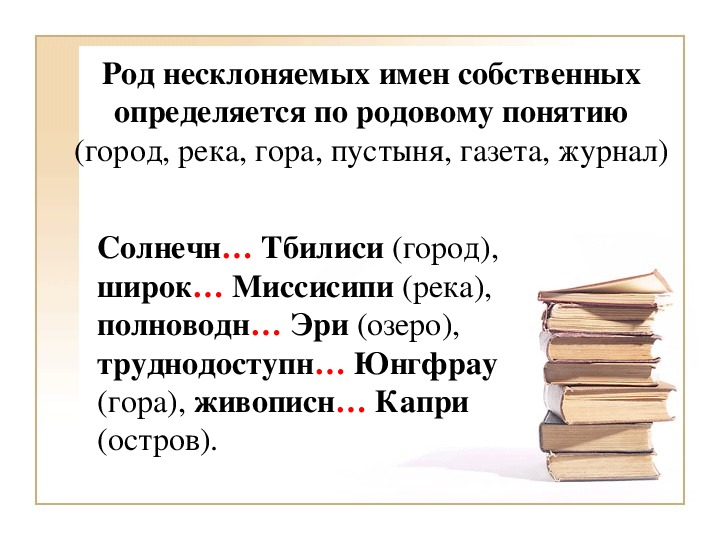 Род несклоняемых имен собственных
определяется по родовому понятию
(город, река, гора, пустыня, газета, журнал)
Солнечн… Тбилиси (город),
широк… Миссисипи (река),
полноводн… Эри (озеро),
труднодоступн… Юнгфрау
(гора), живописн… Капри
(остров).